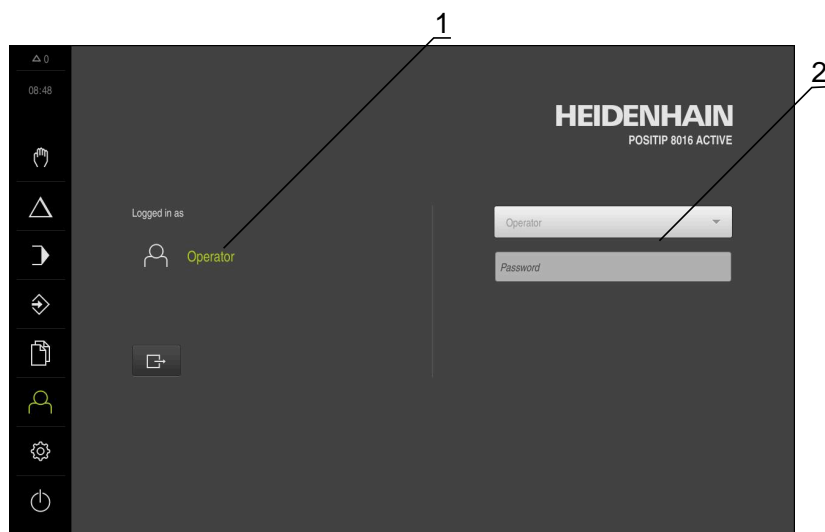 1
2
0
08:48
HEIDENHAIN
POSITIP 8016 ACTIVE
Logged in as
Operator
Operator
Password